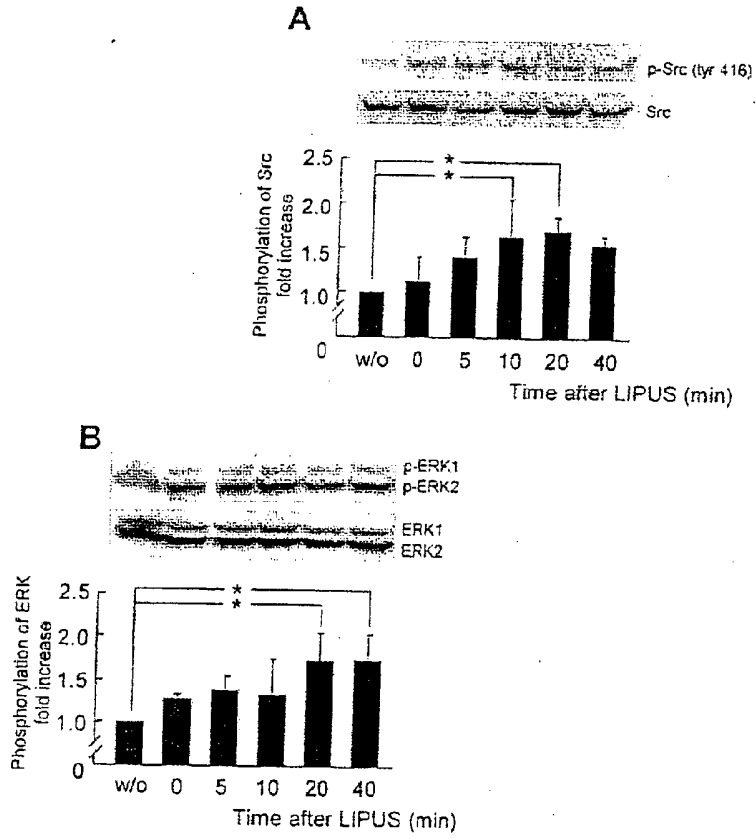 A
p-Src (tyr 416)
Src
Phosphorylation of Src
fold increase
2.5
2.0
1.5
1.0
0
*
*
w/o 0 5 10 20 40
Time after LIPUS (min)
B
p-ERK1
p-ERK2
ERK1
ERK2
Phosphorylation of ERK
fold increase
2.5
2.0
1.5
1.0
0
*
*
w/o 0 5 10 20 40
Time after LIPUS (min)